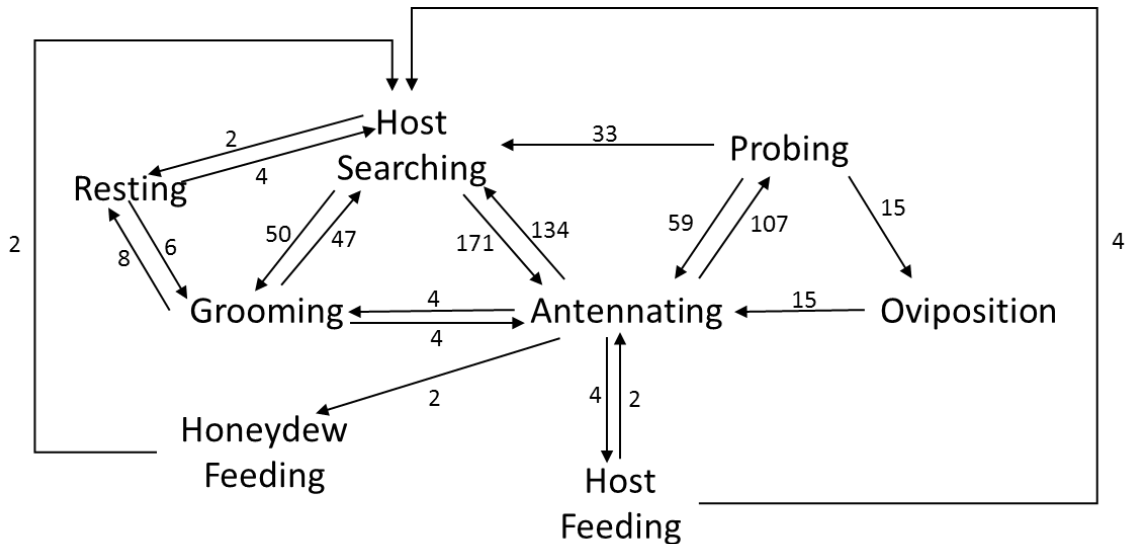 Host
Searching
2
4
Resting
33
Probing
50
47
171
134
59
107
15
2
8
6
4
Grooming
4
4
Antennating
15
Oviposition
2
4
2
Honeydew
Feeding
Host
Feeding